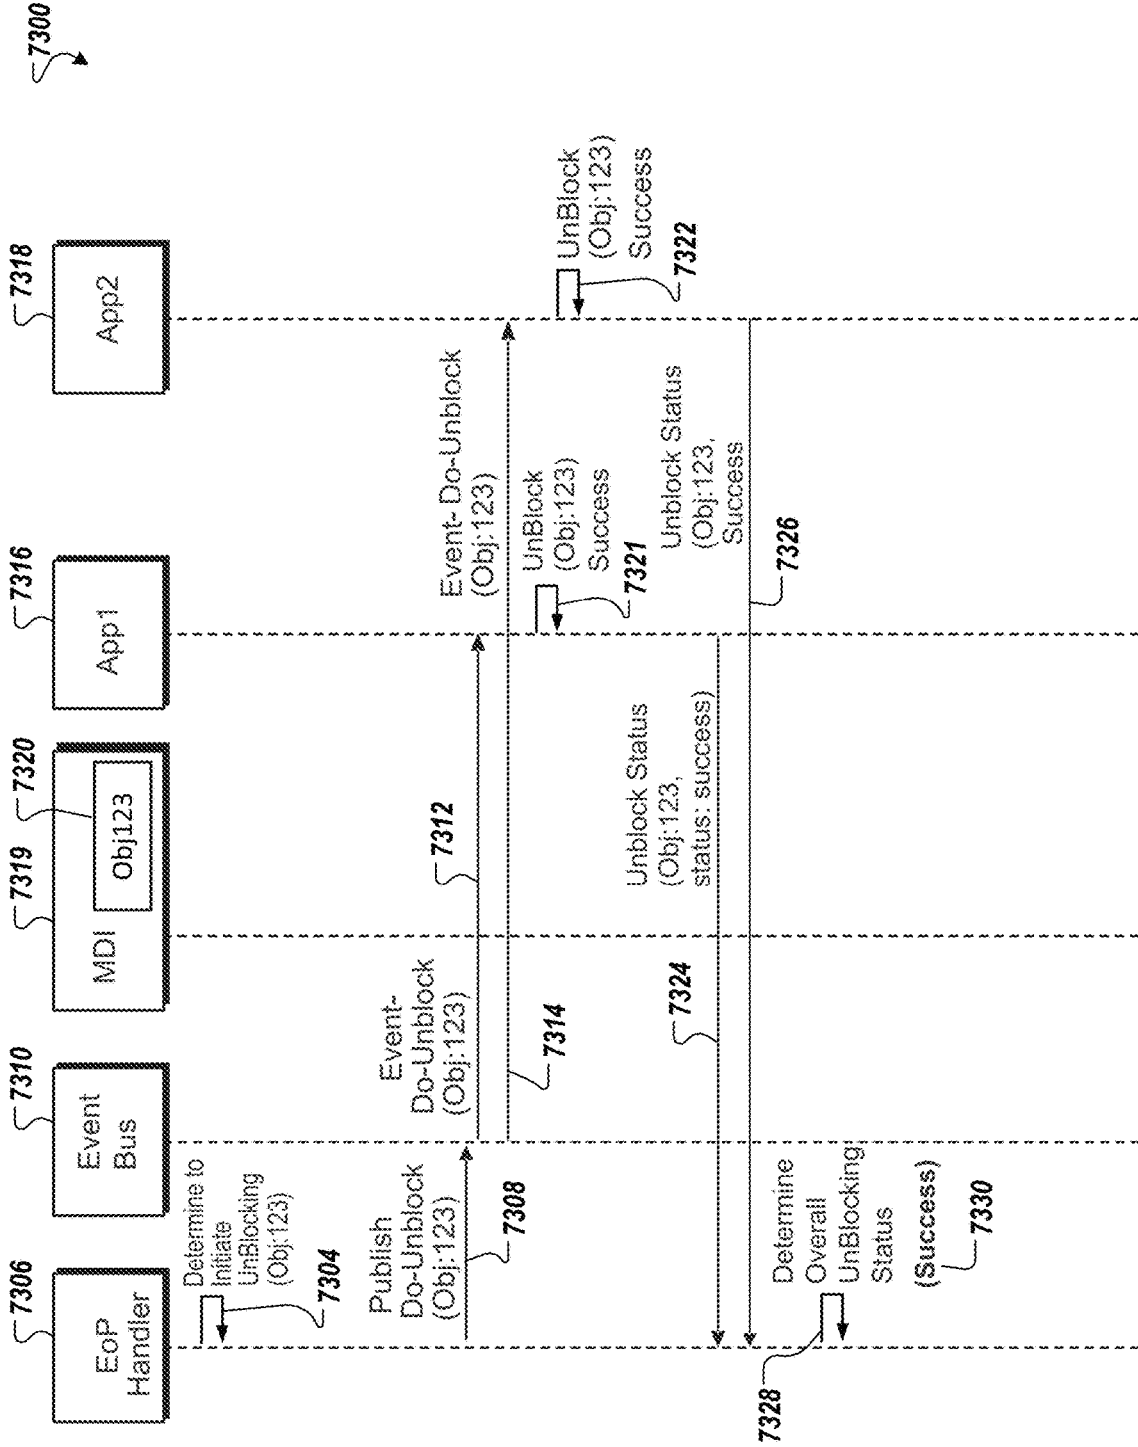 7300
7306
EoP
Handler
7310
Event
Bus
7319
MDI
7320
Obj123
7316
App1
7318
App2
Determine to
Initiate
UnBlocking
(Obj:123)
7304
Publish
Do-Unblock
(Obj:123)
7308
Event-
Do-Unblock
(Obj:123)
7312
7314
Event- Do-Unblock
(Obj:123)
UnBlock
(Obj:123)
Success
7321
UnBlock
(Obj:123)
Success
7322
Unblock Status
(Obj:123,
status: success)
7324
Unblock Status
(Obj:123,
Success
7326
Determine
Overall
UnBlocking
Status
(Success)
7328
7330